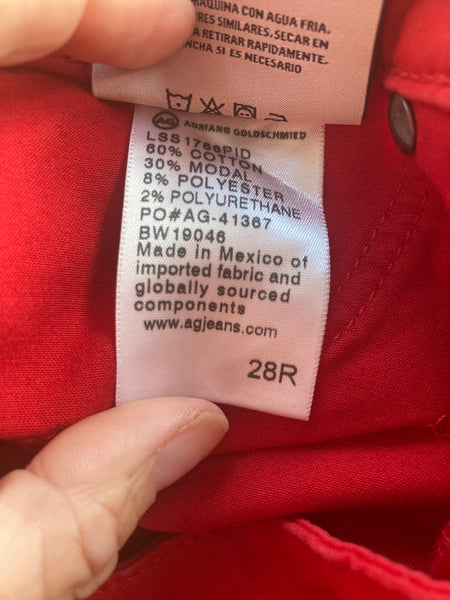 MAQUINA CON AGUA FRIA,
RES SIMILARES, SECAR EN
RETIRAR RAPIDAMENTE.
NCHA SI ES NECESARIO
AG ADRIANO GOLDSCHMIED
60% COTTON
30% MODAL
8% POLYESTER
2% POLYURETHANE
PO#AG-41367
BW19046
Made in Mexico of
imported fabric and
globally sourced
components
www.agjeans.com
28R